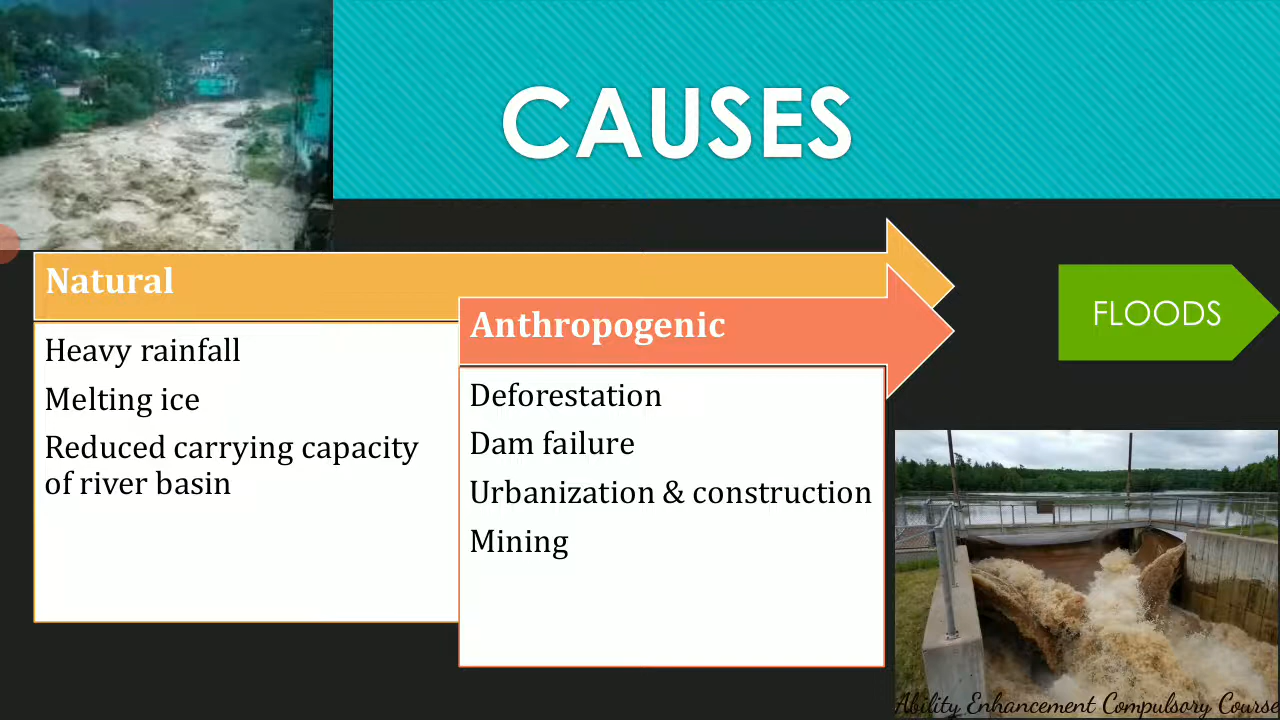 CAUSES
Natural
Heavy rainfall
Melting ice
Reduced carrying capacity
of river basin
Anthropogenic
Deforestation
Dam failure
Urbanization & construction
Mining
FLOODS
Ability Enhancement Compulsory Course